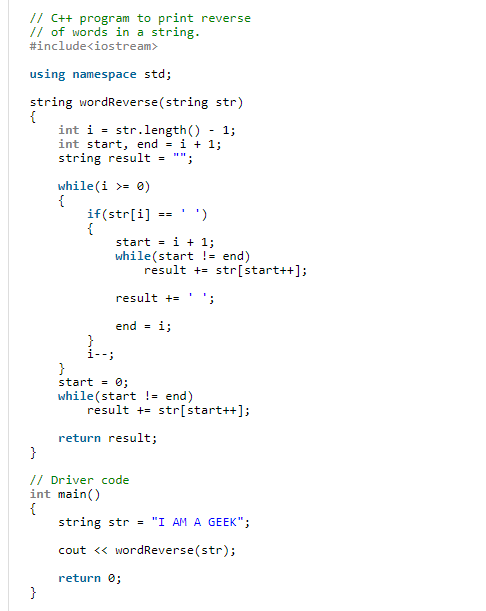 // C++ program to print reverse
// of words in a string.
#include<iostream>
using namespace std;
string wordReverse(string str)
{
    int i = str.length() - 1;
    int start, end = i + 1;
    string result = "";
    while(i >= 0)
    {
        if(str[i] == ' ')
        {
            start = i + 1;
            while(start != end)
                result += str[start++];
            result += ' ';
            end = i;
        }
        i--;
    }
    start = 0;
    while(start != end)
        result += str[start++];
    return result;
}
// Driver code
int main()
{
    string str = "I AM A GEEK";
    cout << wordReverse(str);
    return 0;
}